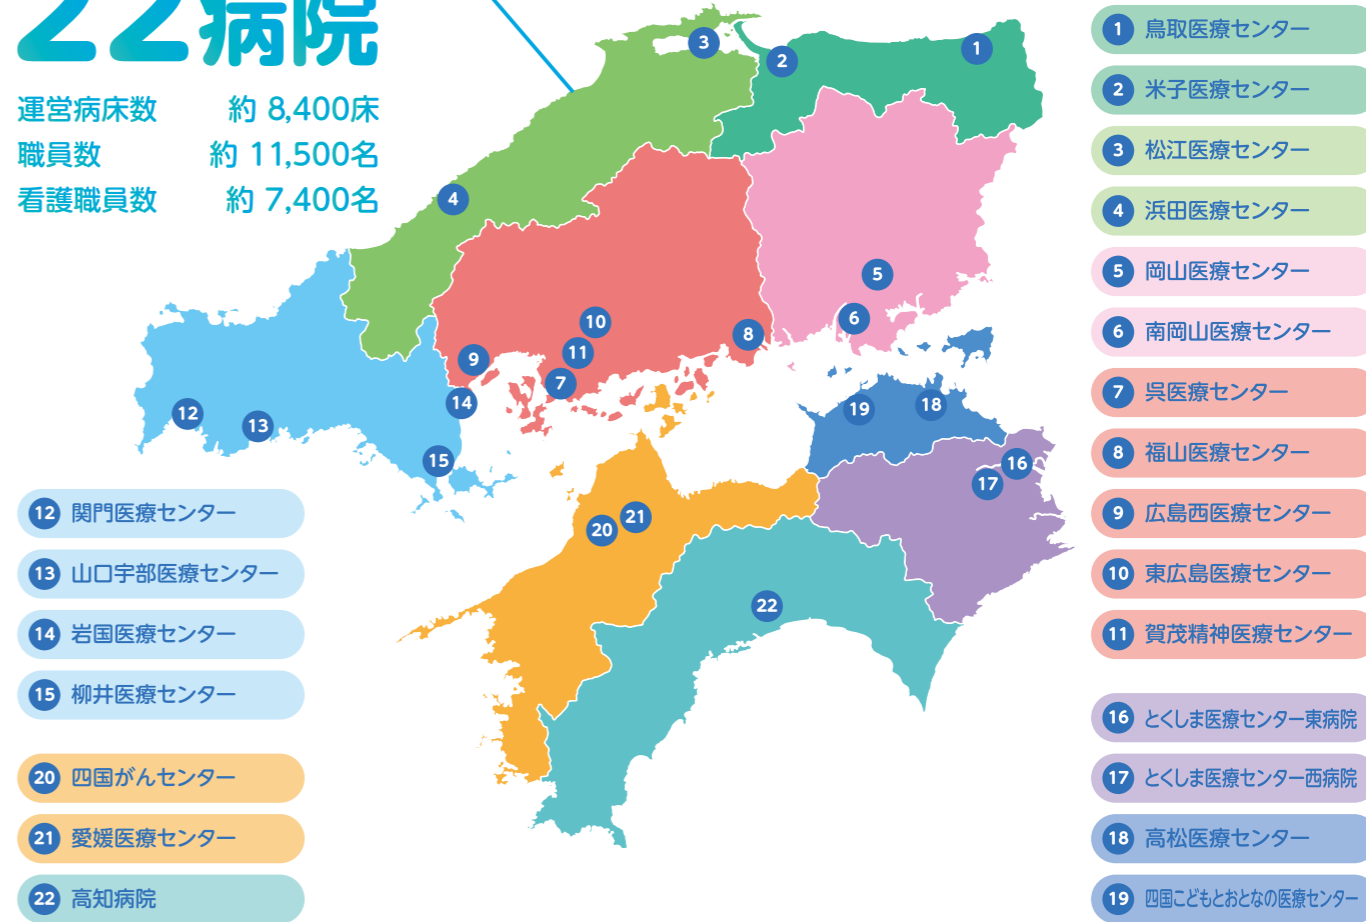 22病院
運営病床数 約 8,400床
職員数 約 11,500名
看護職員数 約 7,400名
1
2
3
4
5
6
7
8
9
10
11
12
13
14
15
16
17
18
19
20
21
22
1 鳥取医療センター
2 米子医療センター
3 松江医療センター
4 浜田医療センター
5 岡山医療センター
6 南岡山医療センター
7 呉医療センター
8 福山医療センター
9 広島西医療センター
10 東広島医療センター
11 賀茂精神医療センター
12 関門医療センター
13 山口宇部医療センター
14 岩国医療センター
15 柳井医療センター
16 とくしま医療センター東病院
17 とくしま医療センター西病院
18 高松医療センター
19 四国こどもとおとなの医療センター
20 四国がんセンター
21 愛媛医療センター
22 高知病院